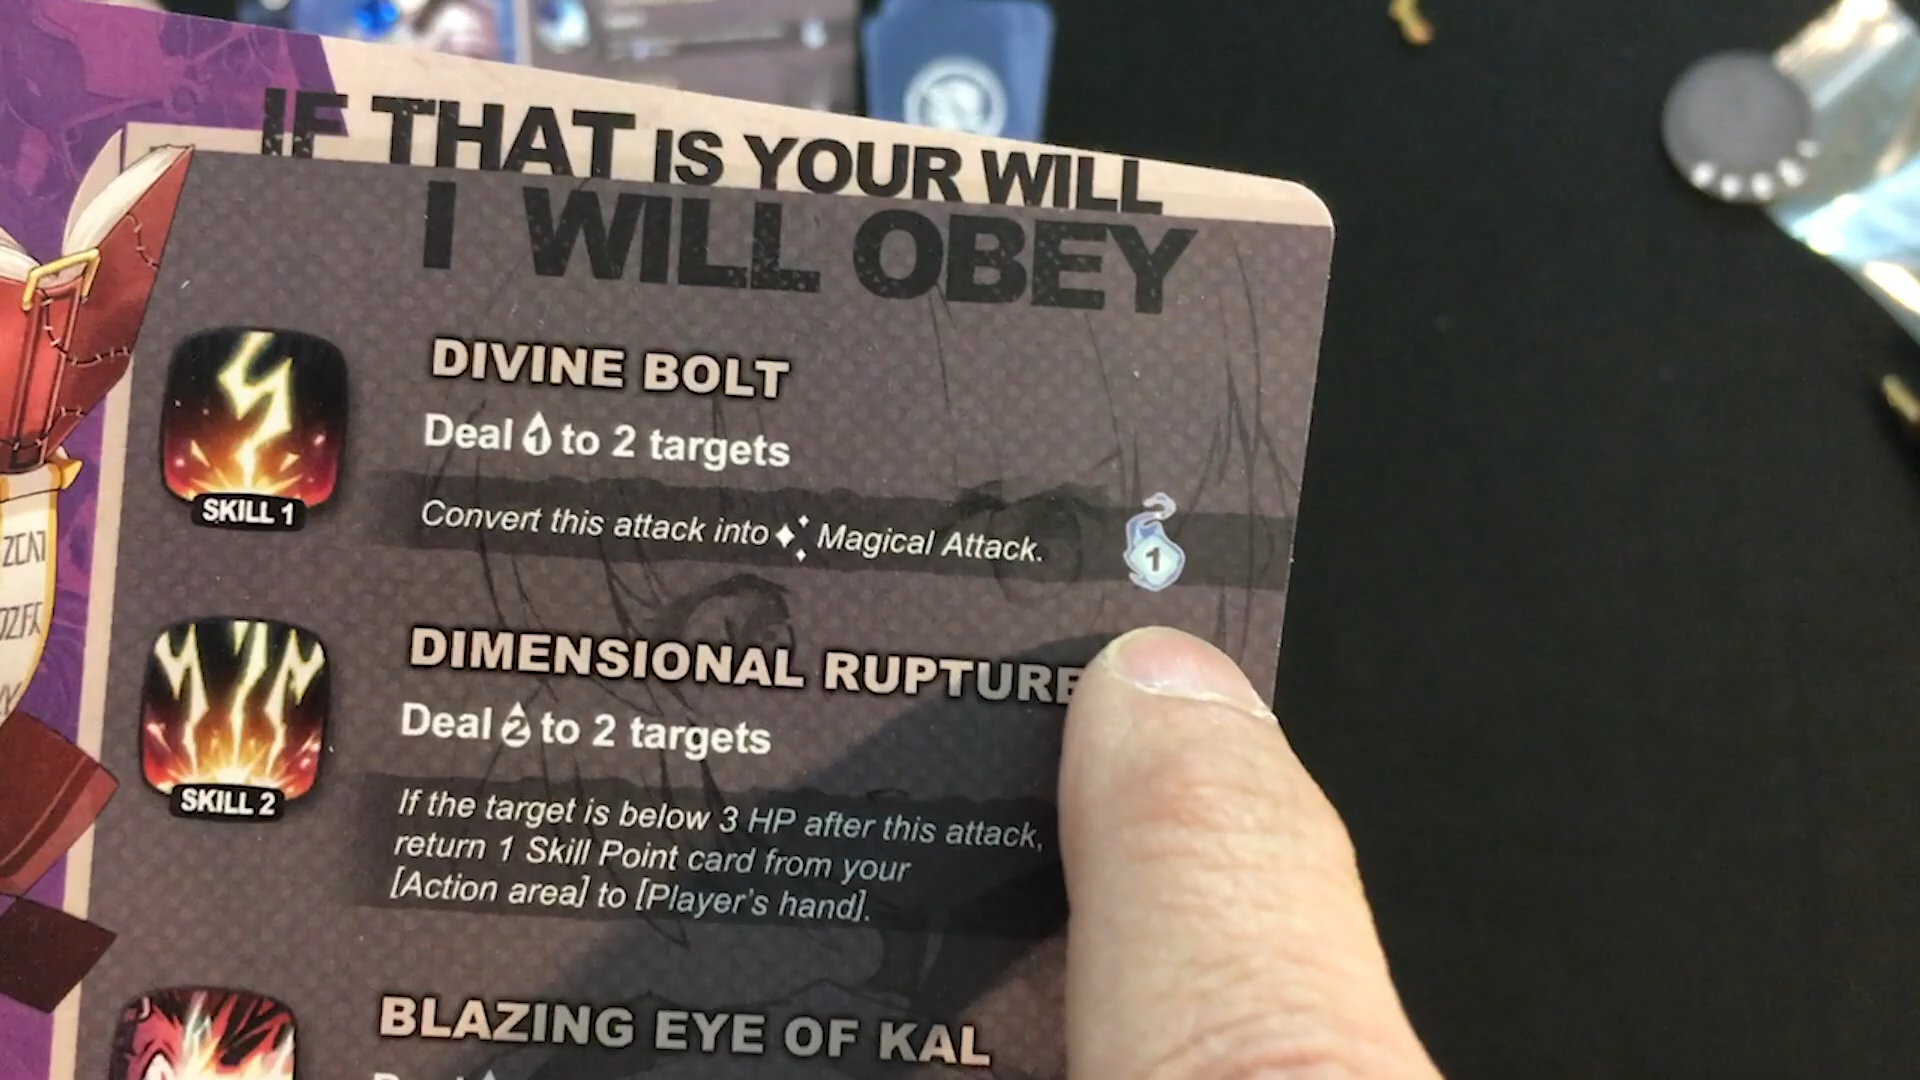 IF THAT IS YOUR WILL
I WILL OBEY
DIVINE BOLT
Deal 1 to 2 targets
SKILL 1
Convert this attack into Magical Attack.
1
DIMENSIONAL RUPTURE
Deal 2 to 2 targets
SKILL 2
If the target is below 3 HP after this attack,
return 1 Skill Point card from your
[Action area] to [Player's hand].
BLAZING EYE OF KAL